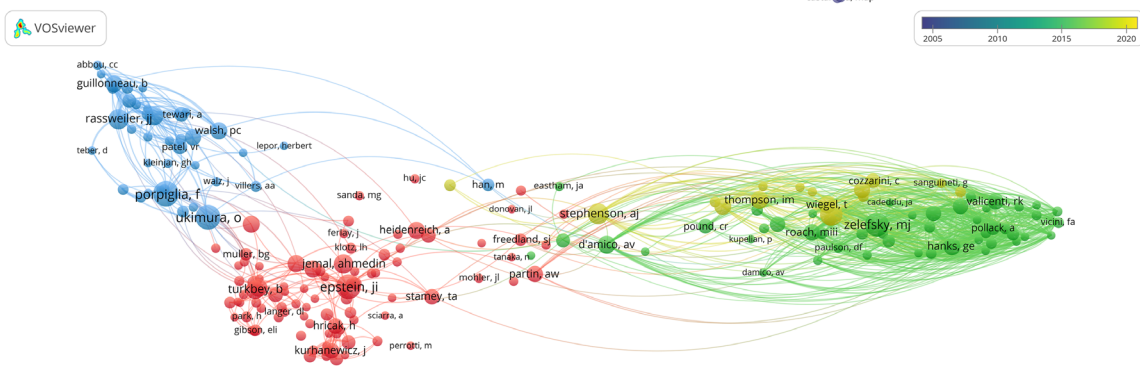 VOSviewer
2005 2010 2015 2020
abbou, cc
guillonneau, b
rassweiler, jj
tewari, a
walsh, pc
patel, vr
teber, d
kleinjan, gh
lepor, herbert
walz, j
villers, aa
porpiglia, f
ukimura, o
hu, jc
han, m
sanda, mg
eastham, ja
donovan, jl
stephenson, aj
thompson, im
wiegel, t
cozzarini, c
sanguineti, g
cadeddu, ja
valicenti, rk
vicini, fa
pollack, a
zelefsky, mj
roach, miii
pound, cr
kupelian, p
paulson, df
hanks, ge
damico, av
d'amico, av
freedland, sj
tanaka, n
partin, aw
mohler, jl
heidenreich, a
ferlay, j
klotz, lh
muller, bg
jemal, ahmedin
turkbey, b
epstein, ji
stamey, ta
park, h
langer, dl
gibson, eli
hricak, h
sciarra, a
kurhanewicz, j
perrotti, m